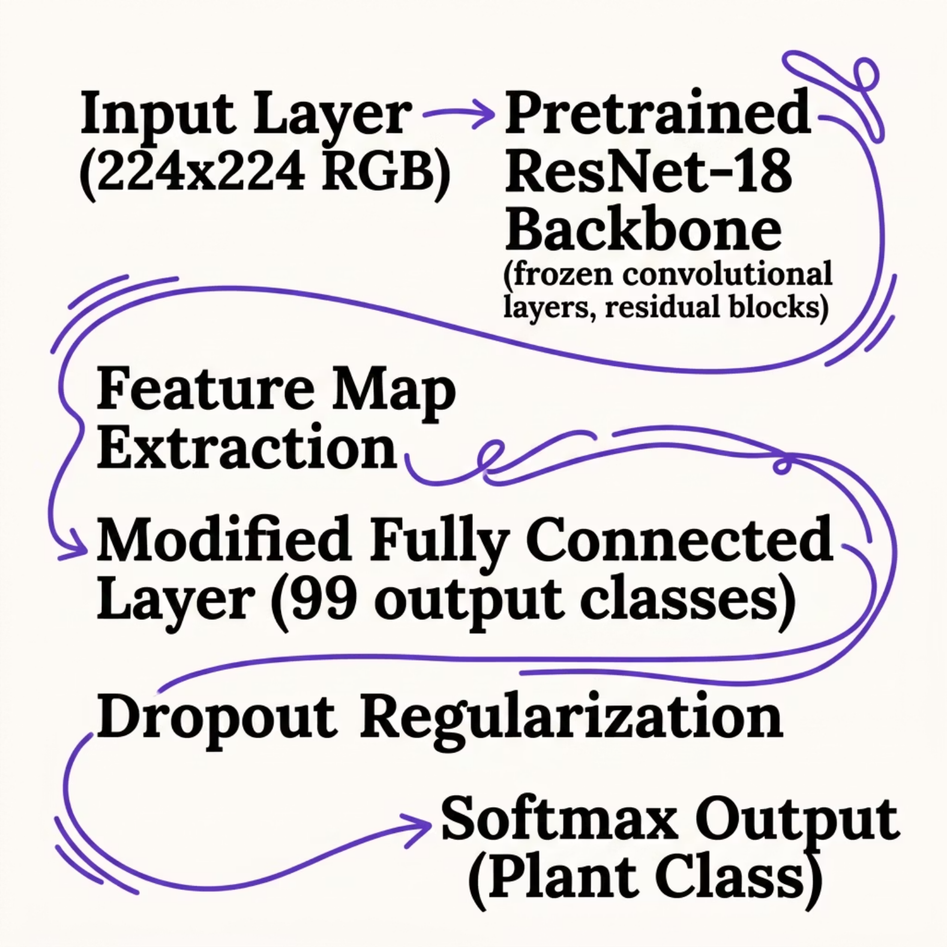 Input Layer
(224x224 RGB)
Pretrained
ResNet-18
Backbone
(frozen convolutional
layers, residual blocks)
Feature Map
Extraction
Modified Fully Connected
Layer (99 output classes)
Dropout Regularization
Softmax Output
(Plant Class)